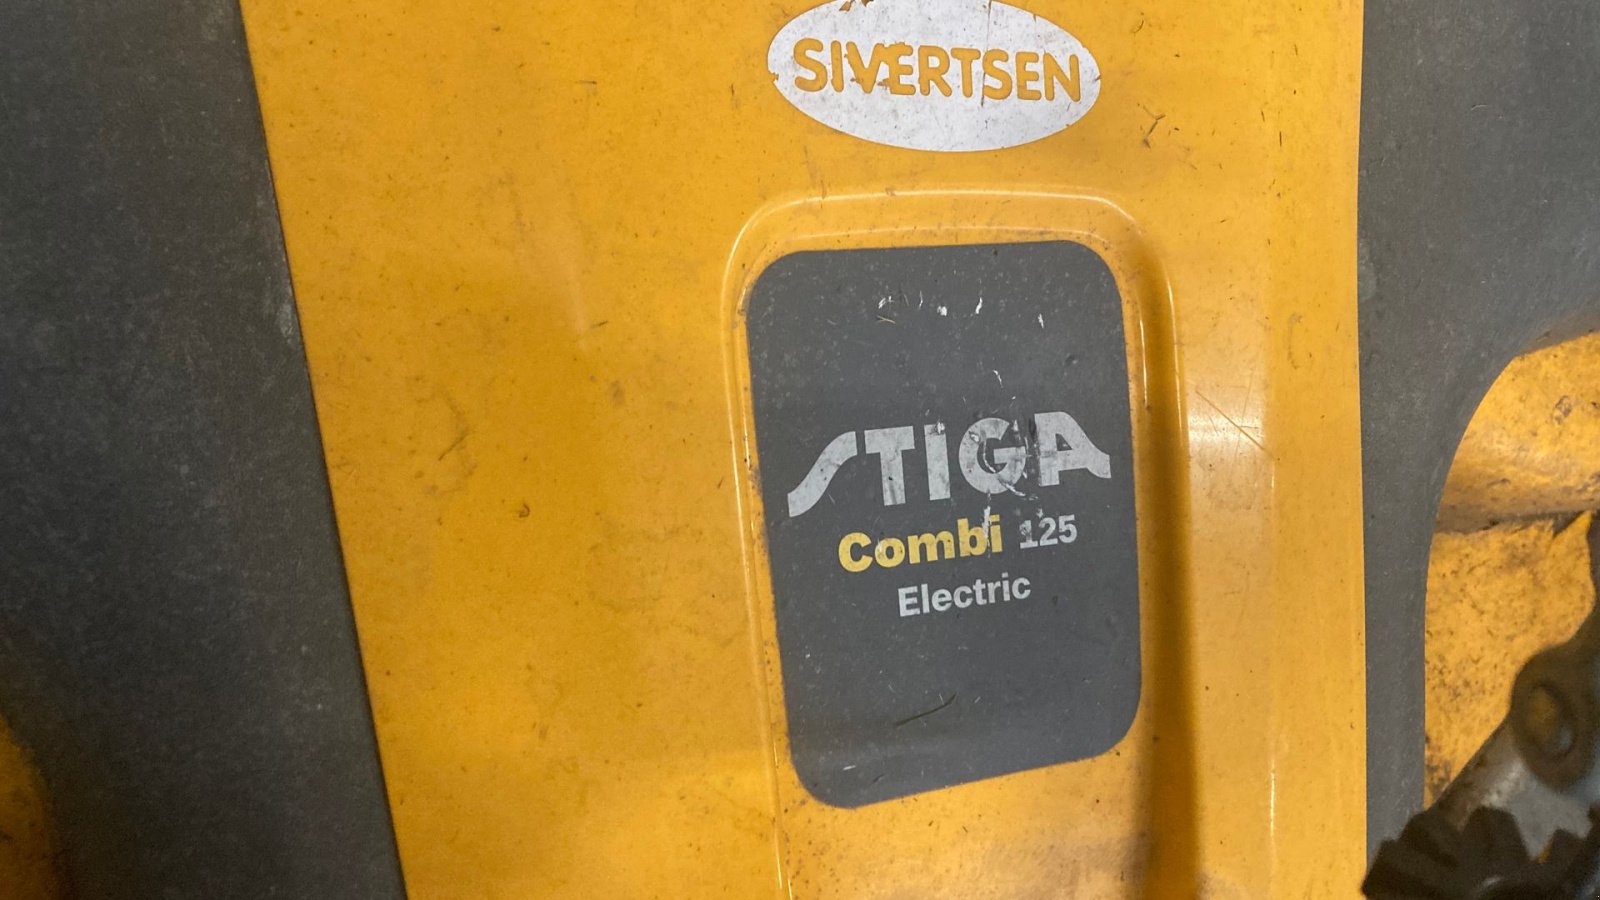 SIVERTSEN
STIGA
Combi 125
Electric